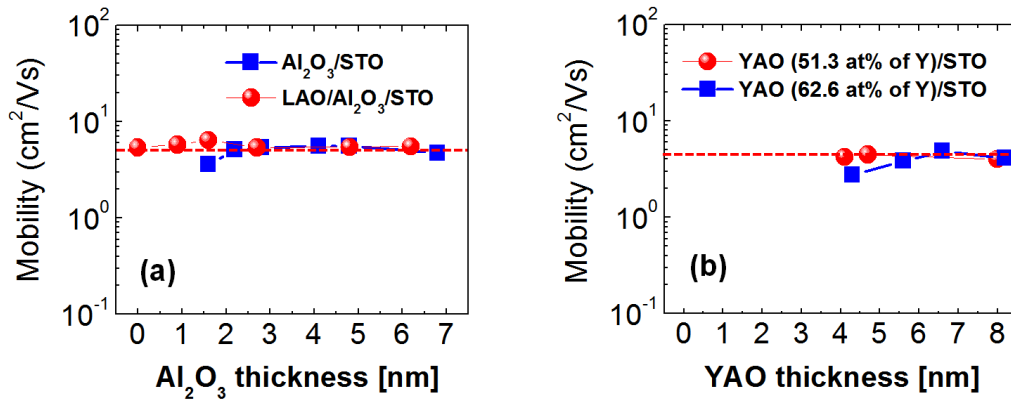 10²
10¹
10⁰
10⁻¹
Mobility (cm²/Vs)
Al₂O₃/STO
LAO/Al₂O₃/STO
(a)
0 1 2 3 4 5 6 7
Al₂O₃ thickness [nm]
10²
10¹
10⁰
10⁻¹
Mobility (cm²/Vs)
YAO (51.3 at% of Y)/STO
YAO (62.6 at% of Y)/STO
(b)
0 1 2 3 4 5 6 7 8
YAO thickness [nm]